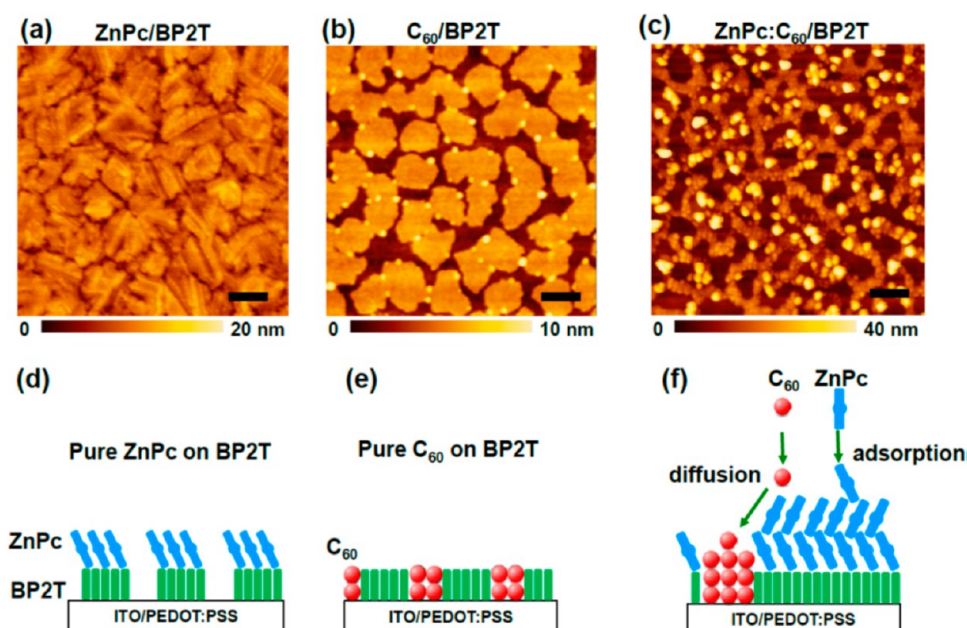 (a) ZnPc/BP2T
(b) C60/BP2T
(c) ZnPc:C60/BP2T
0 20 nm
0 10 nm
0 40 nm
(d)
Pure ZnPc on BP2T
ZnPc
BP2T
ITO/PEDOT:PSS
(e)
Pure C60 on BP2T
C60
ITO/PEDOT:PSS
(f)
C60 ZnPc
diffusion
adsorption
ITO/PEDOT:PSS